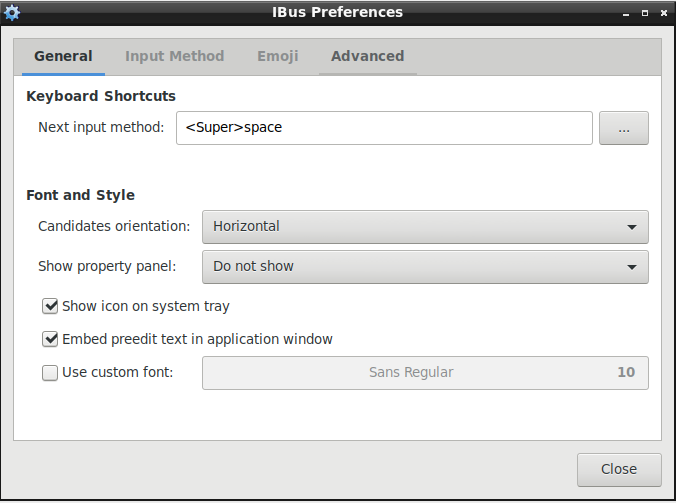 IBus Preferences
General Input Method Emoji Advanced
Keyboard Shortcuts
Next input method: <Super>space ...
Font and Style
Candidates orientation: Horizontal
Show property panel: Do not show
Show icon on system tray
Embed preedit text in application window
Use custom font: Sans Regular 10
Close